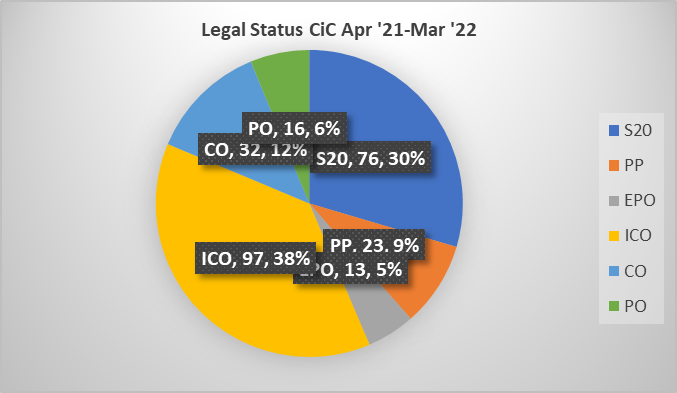 Legal Status CiC Apr '21-Mar '22
PO, 16, 6%
CO, 32, 12%
S20, 76, 30%
PP. 23. 9%
ICO, 97, 38%
EPO, 13, 5%
S20
PP
EPO
ICO
CO
PO